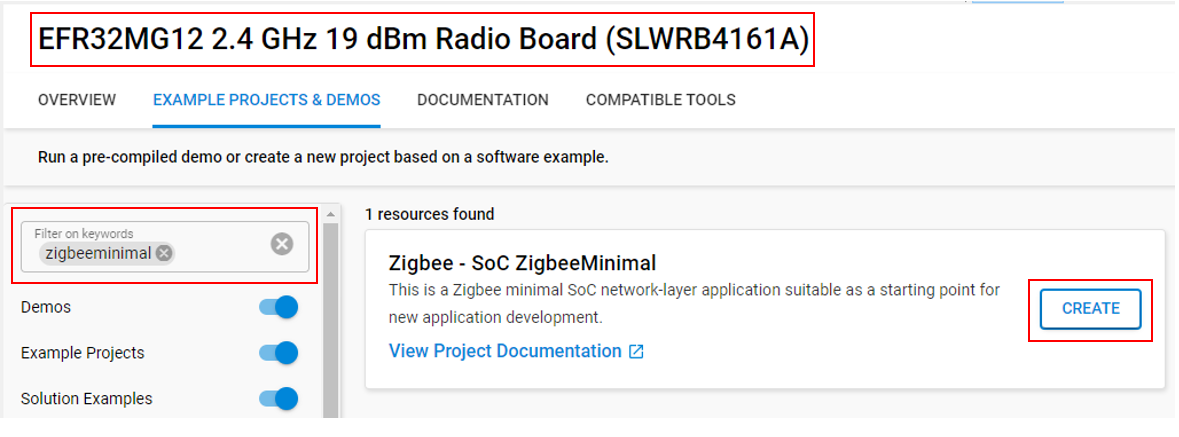 EFR32MG12 2.4 GHz 19 dBm Radio Board (SLWRB4161A)
OVERVIEW EXAMPLE PROJECTS & DEMOS DOCUMENTATION COMPATIBLE TOOLS
Run a pre-compiled demo or create a new project based on a software example.
Filter on keywords
zigbeeminimal
Demos
Example Projects
Solution Examples
1 resources found
Zigbee - SoC ZigbeeMinimal
This is a Zigbee minimal SoC network-layer application suitable as a starting point for
new application development.
View Project Documentation
CREATE